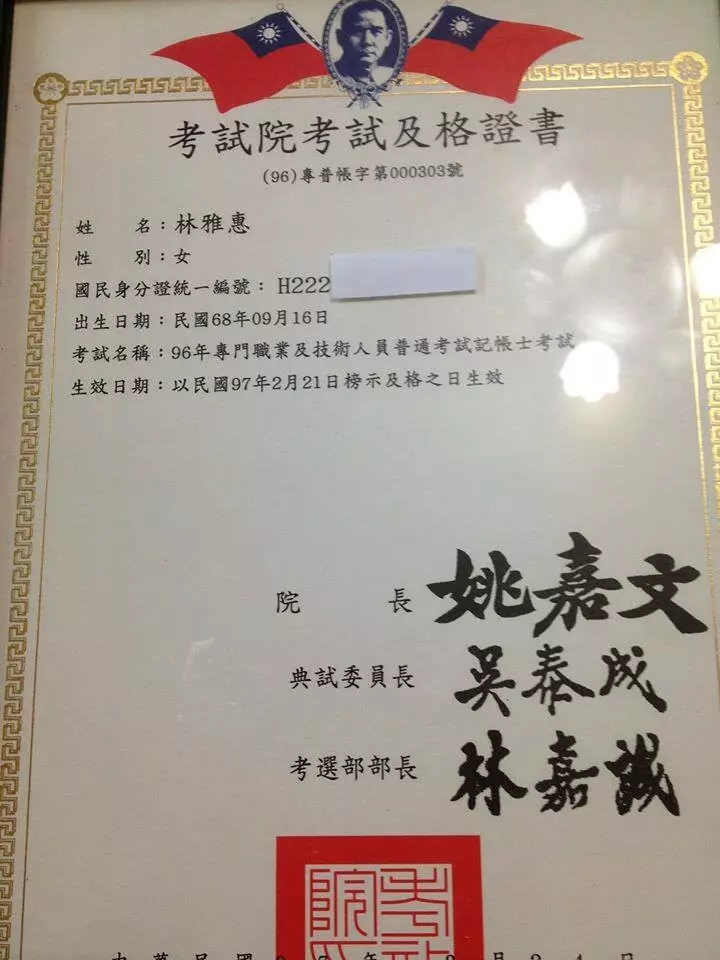 考試院考試及格證書
(96)專普帳字第000303號
姓　　名：林雅惠
性　　別：女
國民身分證統一編號：H222
出生日期：民國68年09月16日
考試名稱：96年專門職業及技術人員普通考試記帳士考試
生效日期：以民國97年2月21日榜示及格之日生效
院　　長 姚嘉文
典試委員長 吳泰成
考選部部長 林嘉誠